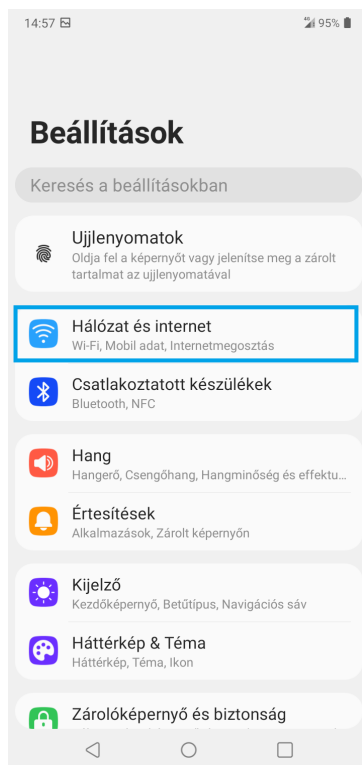 14:57 4G 95%
Beállítások
Keresés a beállításokban
Ujjlenyomatok
Oldja fel a képernyőt vagy jelenítse meg a zárolt
tartalmat az ujjlenyomatával
Hálózat és internet
Wi-Fi, Mobil adat, Internetmegosztás
Csatlakoztatott készülékek
Bluetooth, NFC
Hang
Hangerő, Csengőhang, Hangminőség és effektu...
Értesítések
Alkalmazások, Zárolt képernyőn
Kijelző
Kezdőképernyő, Betűtípus, Navigációs sáv
Háttérkép & Téma
Háttérkép, Téma, Ikon
Zárolóképernyő és biztonság